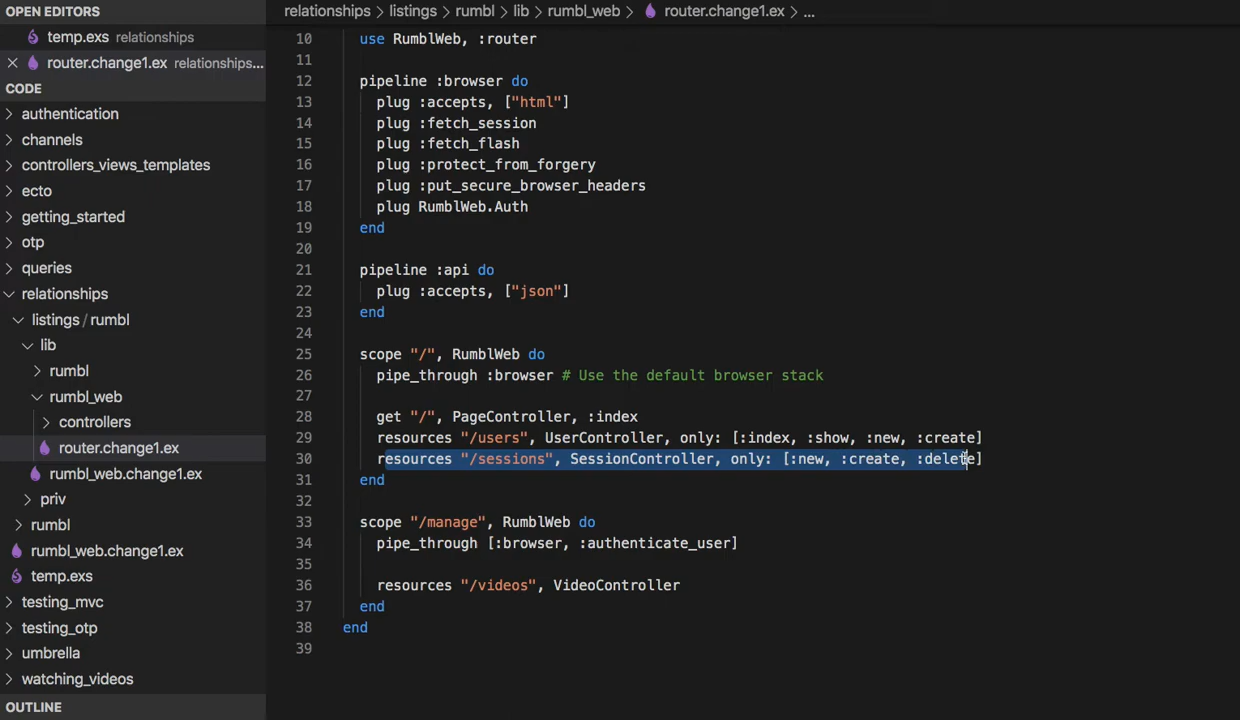 OPEN EDITORS
temp.exs relationships
router.change1.ex relationships...
CODE
authentication
channels
controllers_views_templates
ecto
getting_started
otp
queries
relationships
listings / rumbl
lib
rumbl
rumbl_web
controllers
router.change1.ex
rumbl_web.change1.ex
priv
rumbl
rumbl_web.change1.ex
temp.exs
testing_mvc
testing_otp
umbrella
watching_videos
OUTLINE
relationships > listings > rumbl > lib > rumbl_web > router.change1.ex > ...
10 use RumblWeb, :router
11
12 pipeline :browser do
13 plug :accepts, ["html"]
14 plug :fetch_session
15 plug :fetch_flash
16 plug :protect_from_forgery
17 plug :put_secure_browser_headers
18 plug RumblWeb.Auth
19 end
20
21 pipeline :api do
22 plug :accepts, ["json"]
23 end
24
25 scope "/", RumblWeb do
26 pipe_through :browser # Use the default browser stack
27
28 get "/", PageController, :index
29 resources "/users", UserController, only: [:index, :show, :new, :create]
30 resources "/sessions", SessionController, only: [:new, :create, :delete]
31 end
32
33 scope "/manage", RumblWeb do
34 pipe_through [:browser, :authenticate_user]
35
36 resources "/videos", VideoController
37 end
38 end
39